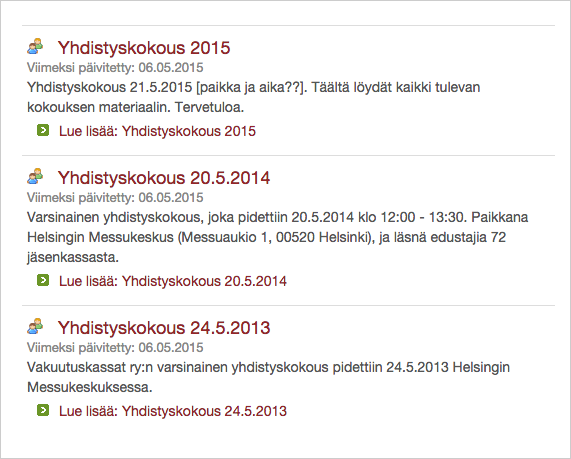 Yhdistyskokous 2015
Viimeksi päivitetty: 06.05.2015
Yhdistyskokous 21.5.2015 [paikka ja aika??]. Täältä löydät kaikki tulevan
kokouksen materiaalin. Tervetuloa.
Lue lisää: Yhdistyskokous 2015
Yhdistyskokous 20.5.2014
Viimeksi päivitetty: 06.05.2015
Varsinainen yhdistyskokous, joka pidettiin 20.5.2014 klo 12:00 - 13:30. Paikkana
Helsingin Messukeskus (Messuaukio 1, 00520 Helsinki), ja läsnä edustajia 72
jäsenkassasta.
Lue lisää: Yhdistyskokous 20.5.2014
Yhdistyskokous 24.5.2013
Viimeksi päivitetty: 06.05.2015
Vakuutuskassat ry:n varsinainen yhdistyskokous pidettiin 24.5.2013 Helsingin
Messukeskuksessa.
Lue lisää: Yhdistyskokous 24.5.2013